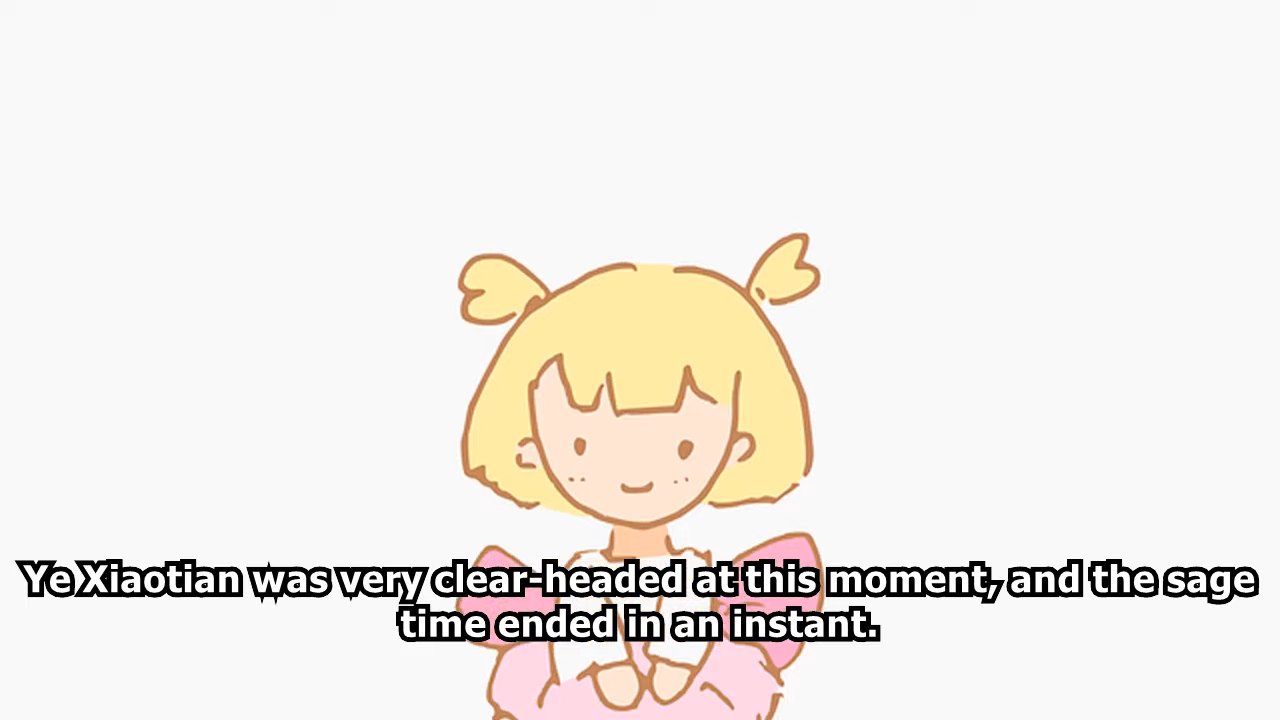 Ye Xiaotian was very clear-headed at this moment, and the sage
time ended in an instant.